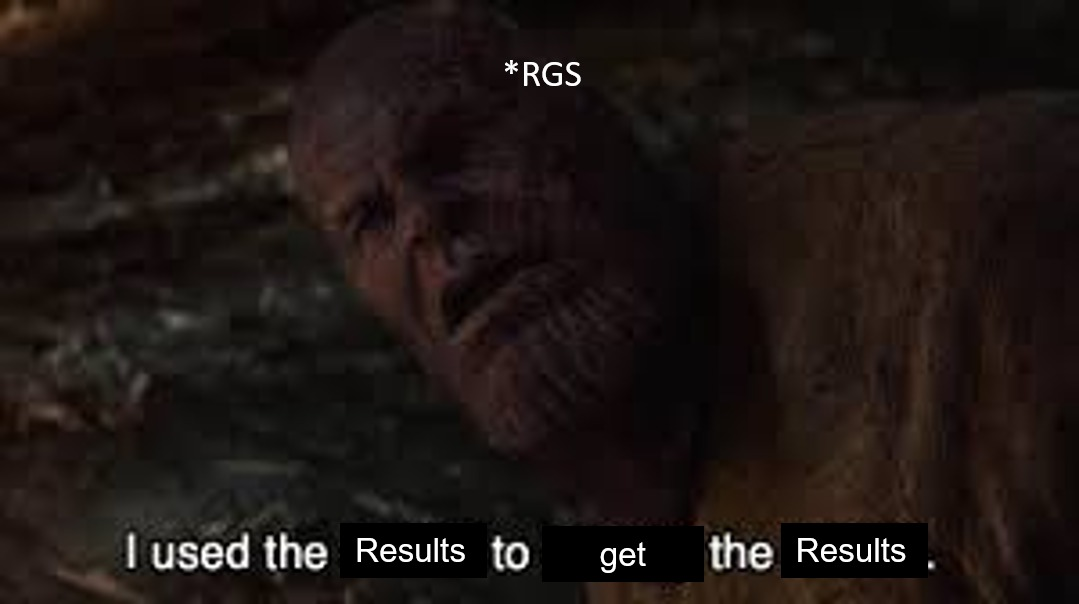 *RGS
I used the Results to get the Results.